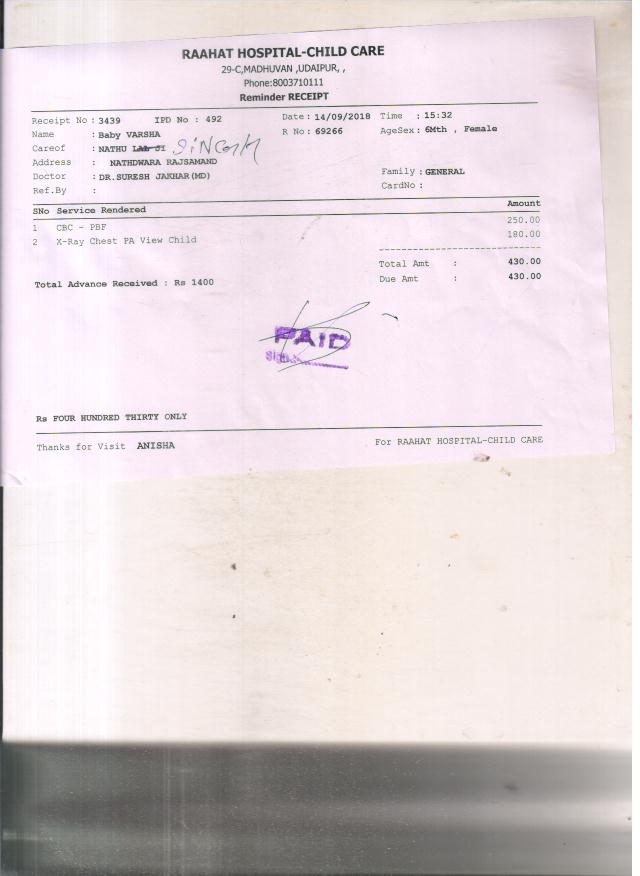 RAAHAT HOSPITAL-CHILD CARE
29-C,MADHUVAN ,UDAIPUR, ,
Phone:8003710111
Reminder RECEIPT
Receipt No : 3439 IPD No : 492 Date : 14/09/2018 Time : 15:32
Name : Baby VARSHA R No : 69266 AgeSex : 6Mth , Female
Careof : NATHU
Address : NATHDWARA RAJSAMAND
Doctor : DR.SURESH JAKHAR(MD) Family : GENERAL
Ref.By : CardNo :
SNo Service Rendered Amount
1 CBC - PBF 250.00
2 X-Ray Chest PA View Child 180.00
Total Amt : 430.00
Total Advance Received : Rs 1400 Due Amt : 430.00
PAID
Rs FOUR HUNDRED THIRTY ONLY
Thanks for Visit ANISHA For RAAHAT HOSPITAL-CHILD CARE